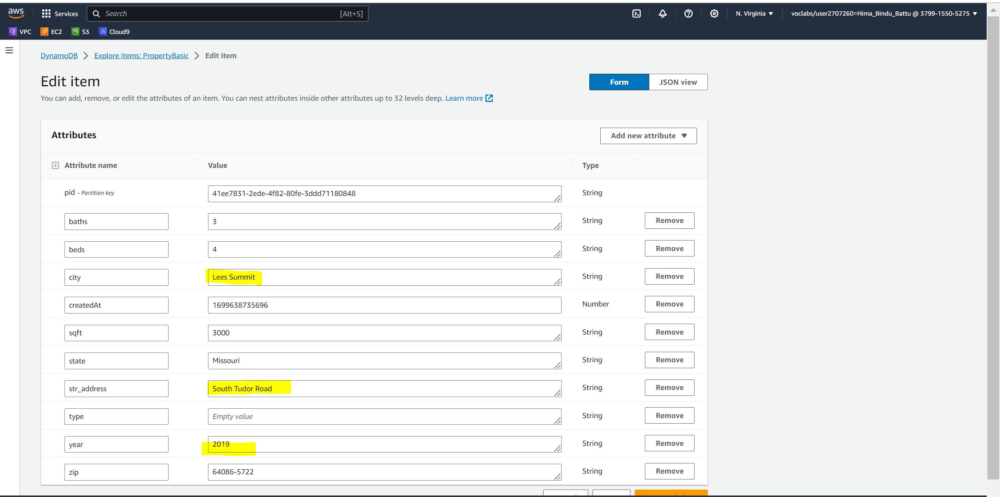 aws Services Search [Alt+S] N. Virginia voclabs/user2707260=Hima_Bindu_Battu @ 3799-1550-5275
VPC EC2 S3 Cloud9
DynamoDB Explore items: PropertyBasic Edit item
Edit item
Form JSON view
You can add, remove, or edit the attributes of an item. You can nest attributes inside other attributes up to 32 levels deep. Learn more
Attributes
Add new attribute
Attribute name Value Type
pid - Partition key 41ee7831-2ede-4f82-80fe-3ddd71180848 String
baths 3 String Remove
beds 4 String Remove
city Lees Summit String Remove
createdAt 1699638735696 Number Remove
sqft 3000 String Remove
state Missouri String Remove
str_address South Tudor Road String Remove
type Empty value String Remove
year 2019 String Remove
zip 64086-5722 String Remove